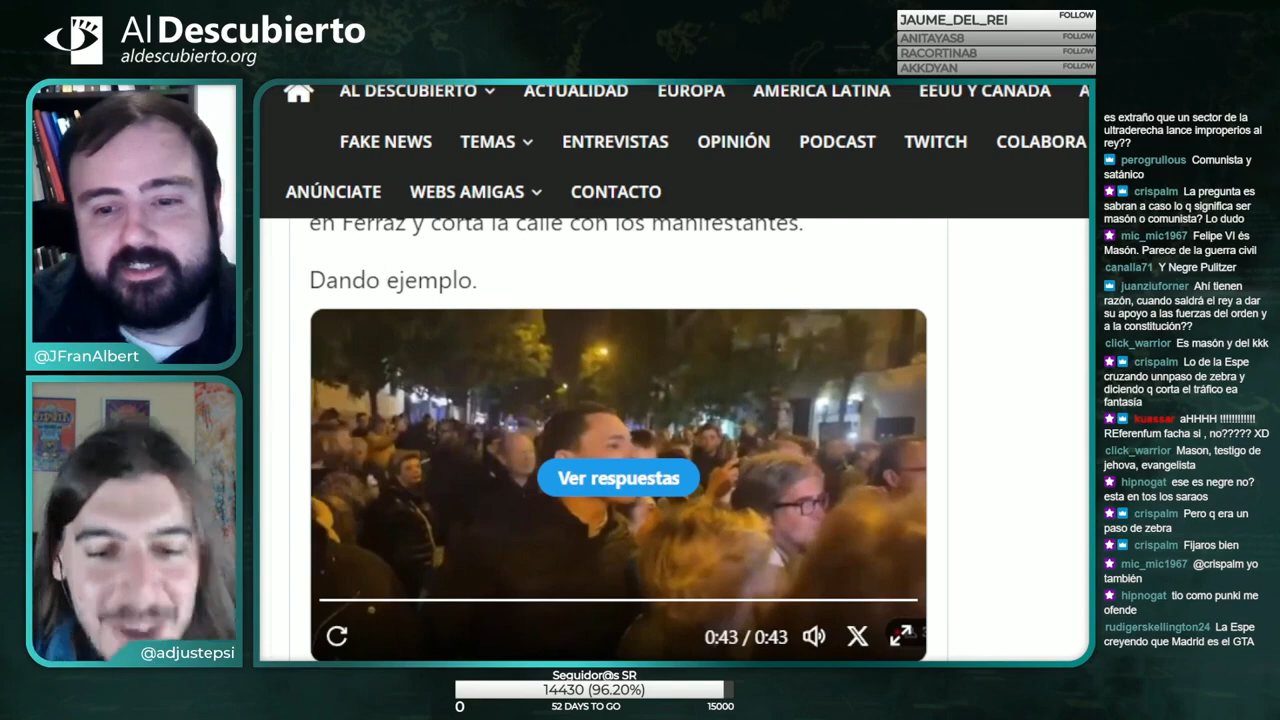 Al Descubierto
aldescubierto.org
JAUME_DEL_REI FOLLOW
ANITAYAS8 FOLLOW
RACORTINA8 FOLLOW
AKKDYAN FOLLOW
AL DESCUBIERTO ACTUALIDAD EUROPA AMÉRICA LATINA EEUU Y CANADÁ
FAKE NEWS TEMAS ENTREVISTAS OPINIÓN PODCAST TWITCH COLABORA
ANÚNCIATE WEBS AMIGAS CONTACTO
en Ferraz y corta la calle con los manifestantes.
Dando ejemplo.
Ver respuestas
0:43 / 0:43
@JFranAlbert
@adjustepsi
es extraño que un sector de la
ultraderecha lance improperios al
rey??
perogrullous Comunista y
satánico
crispalm La pregunta es
sabran a caso lo q significa ser
masón o comunista? Lo dudo
mic_mic1967 Felipe VI és
Masón. Parece de la guerra civil
canalla71 Y Negre Pulitzer
juanziuforner Ahí tienen
razón, cuando saldrá el rey a dar
su apoyo a las fuerzas del orden y
a la constitución??
click_warrior Es masón y del kkk
crispalm Lo de la Espe
cruzando unnpaso de zebra y
diciendo q corta el tráfico ea
fantasía
kuassar aHHHH !!!!!!!!!!!!
REferenfum facha si , no????? XD
click_warrior Mason, testigo de
jehova, evangelista
hipnogat ese es negre no?
esta en tos los saraos
crispalm Pero q era un
paso de zebra
crispalm Fijaros bien
mic_mic1967 @crispalm yo
también
hipnogat tio como punki me
ofende
rudigerskellington24 La Espe
creyendo que Madrid es el GTA
Seguidor@s SR
14430 (96.20%)
0 52 DAYS TO GO 15000